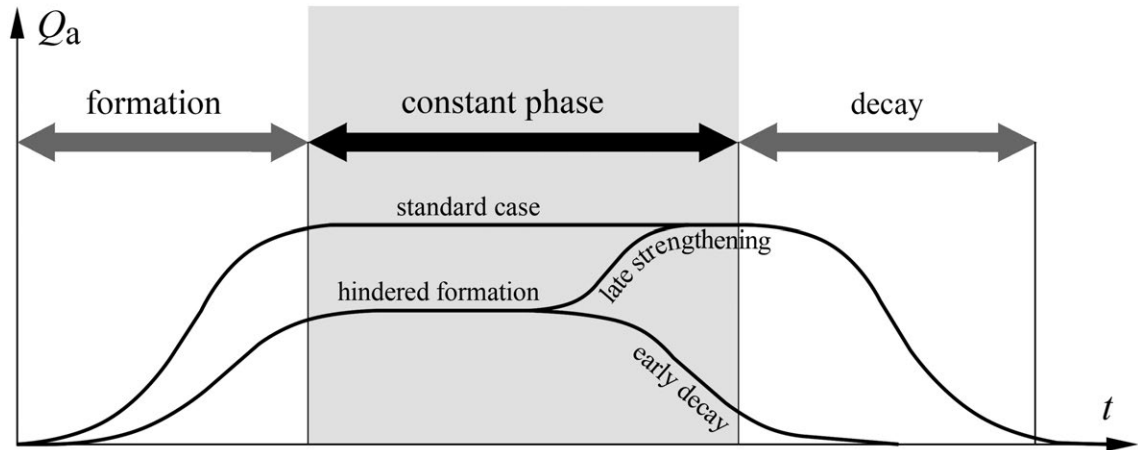 Qa
formation
constant phase
decay
standard case
late strengthening
hindered formation
early decay
t